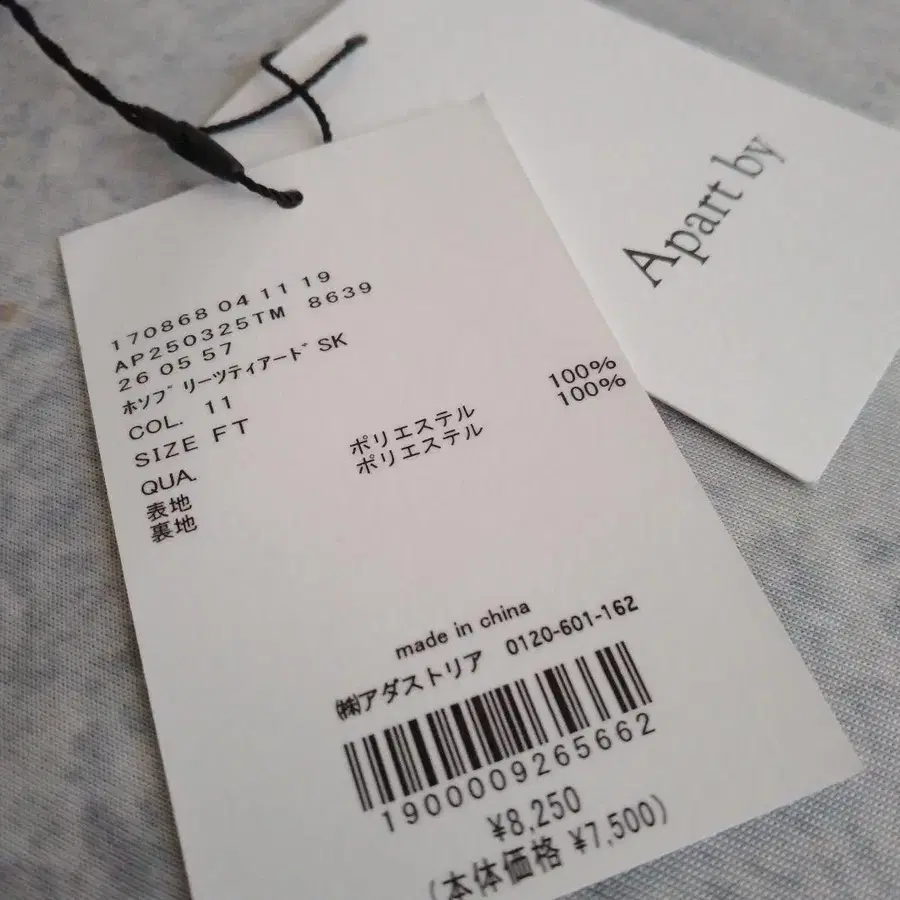 170868 04 11 19
AP250325TM 8639
26 05 57
ホソプリーツティアードSK
COL. 11
SIZE FT
QUA.
表地 ポリエステル 100%
裏地 ポリエステル 100%
made in china
㈱アダストリア 0120-601-162
1900009265662
¥8,250
(本体価格 ¥7,500)
Apart by